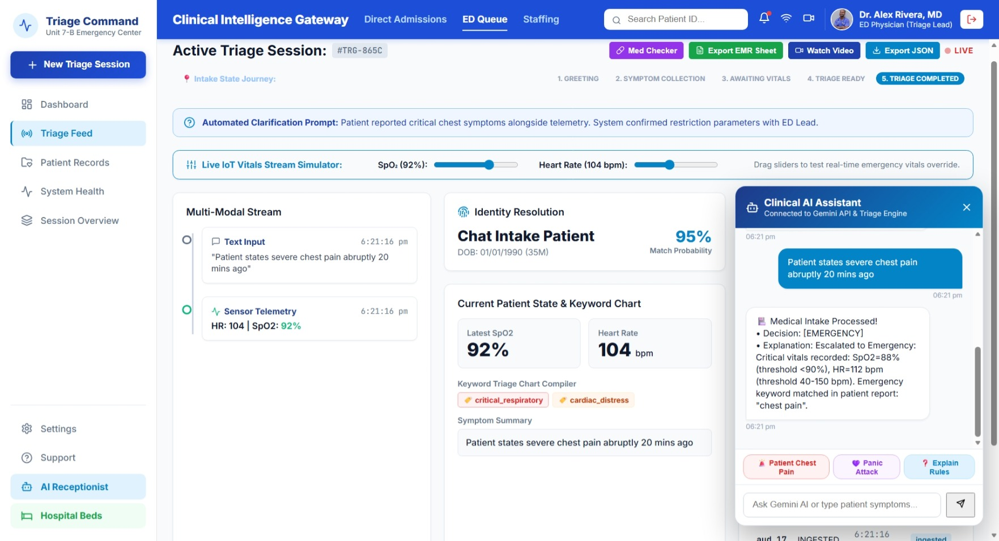 Triage Command
Unit 7-B Emergency Center
New Triage Session
Dashboard
Triage Feed
Patient Records
System Health
Session Overview
Settings
Support
AI Receptionist
Hospital Beds
Clinical Intelligence Gateway
Direct Admissions
ED Queue
Staffing
Search Patient ID...
Dr. Alex Rivera, MD
ED Physician (Triage Lead)
Active Triage Session:
#TRG-865C
Med Checker
Export EMR Sheet
Watch Video
Export JSON
LIVE
Intake State Journey:
1. GREETING
2. SYMPTOM COLLECTION
3. AWAITING VITALS
4. TRIAGE READY
5. TRIAGE COMPLETED
Automated Clarification Prompt: Patient reported critical chest symptoms alongside telemetry. System confirmed restriction parameters with ED Lead.
Live IoT Vitals Stream Simulator:
SpO₂ (92%):
Heart Rate (104 bpm):
Drag sliders to test real-time emergency vitals override.
Multi-Modal Stream
Text Input
6:21:16 pm
"Patient states severe chest pain abruptly 20
mins ago"
Sensor Telemetry
6:21:16 pm
HR: 104 | SpO2: 92%
Identity Resolution
Chat Intake Patient
DOB: 01/01/1990 (35M)
95%
Match Probability
Current Patient State & Keyword Chart
Latest SpO2
92%
Heart Rate
104 bpm
Keyword Triage Chart Compiler
critical_respiratory
cardiac_distress
Symptom Summary
Patient states severe chest pain abruptly 20 mins ago
Clinical AI Assistant
Connected to Gemini API & Triage Engine
06:21 pm
Patient states severe chest pain
abruptly 20 mins ago
06:21 pm
Medical Intake Processed!
• Decision: [EMERGENCY]
• Explanation: Escalated to Emergency:
Critical vitals recorded: SpO2=88%
(threshold <90%), HR=112 bpm
(threshold 40-150 bpm). Emergency
keyword matched in patient report:
"chest pain".
06:21 pm
Patient Chest
Pain
Panic
Attack
Explain
Rules
Ask Gemini AI or type patient symptoms...
aud_17
INGESTED
6:21:16
ingested